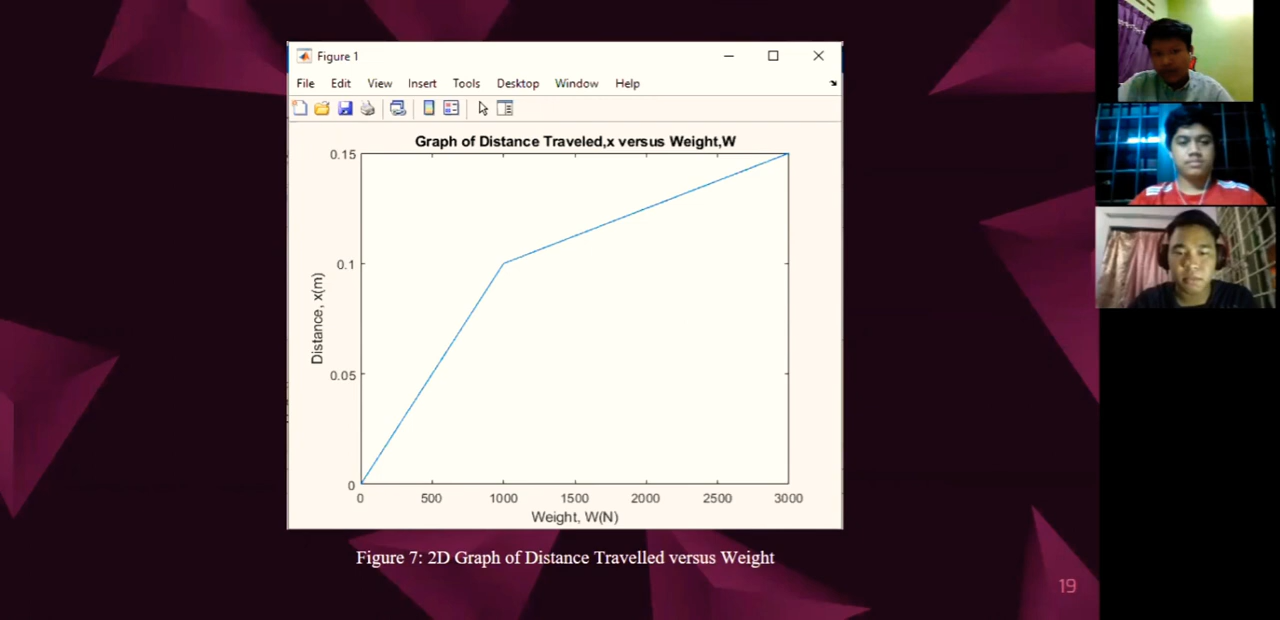 Figure 1
File Edit View Insert Tools Desktop Window Help
Graph of Distance Traveled,x versus Weight,W
0.15
0.1
0.05
0
Distance, x(m)
0 500 1000 1500 2000 2500 3000
Weight, W(N)
Figure 7: 2D Graph of Distance Travelled versus Weight
19